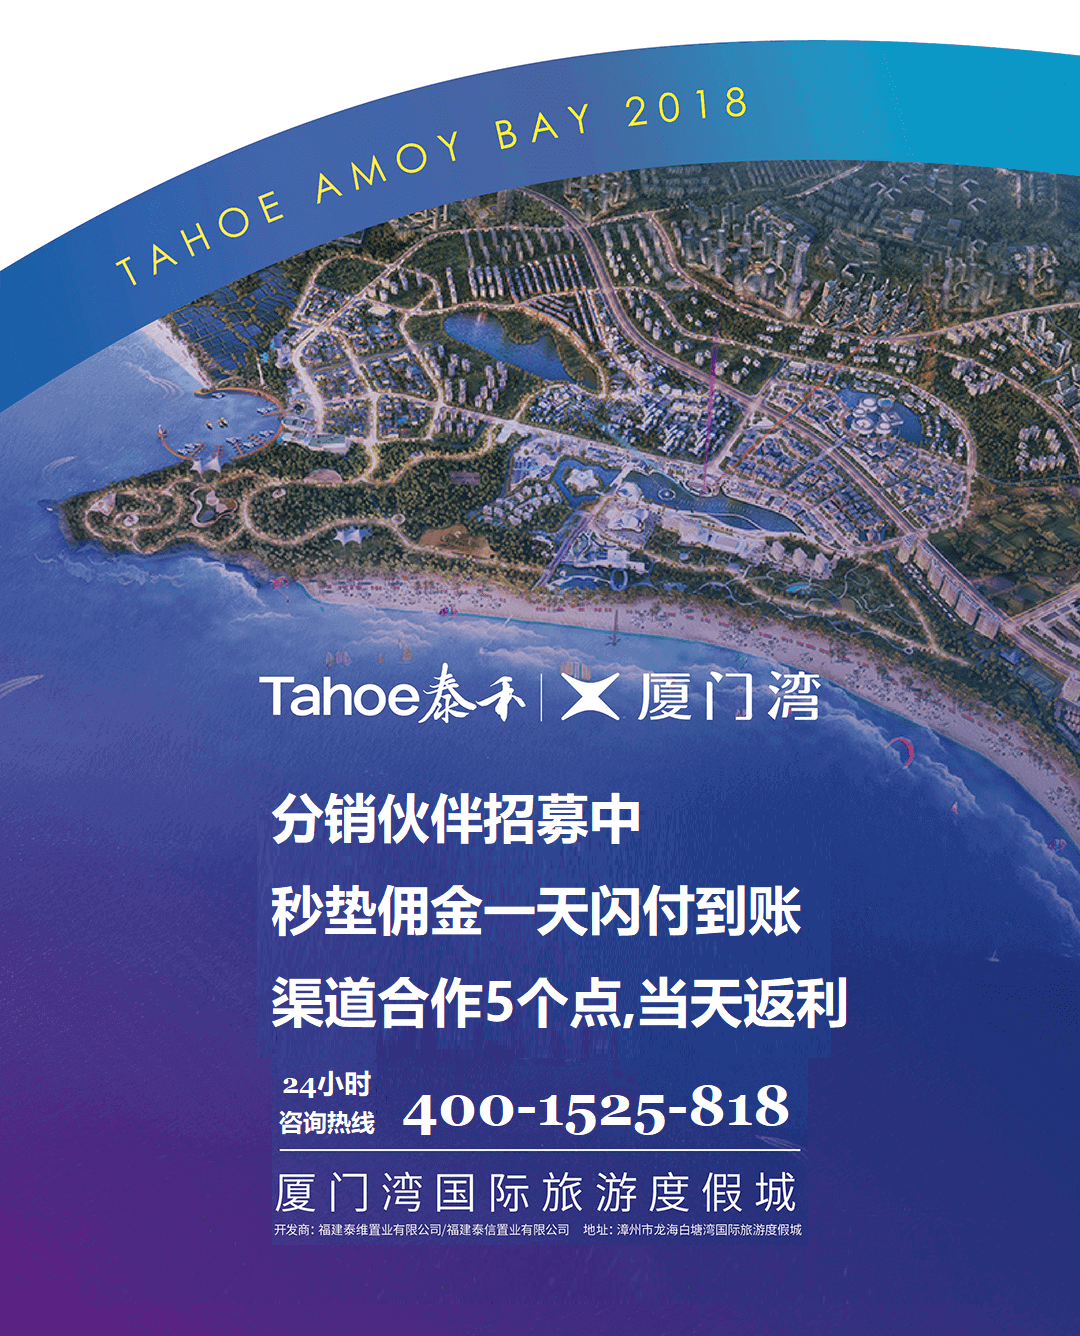 TAHOE AMOY BAY 2018
Tahoe泰禾 厦门湾
分销伙伴招募中
秒垫佣金一天闪付到账
渠道合作5个点,当天返利
24小时
咨询热线 400-1525-818
厦门湾国际旅游度假城
开发商：福建泰维置业有限公司/福建泰信置业有限公司 地址：漳州市龙海白塘湾国际旅游度假城